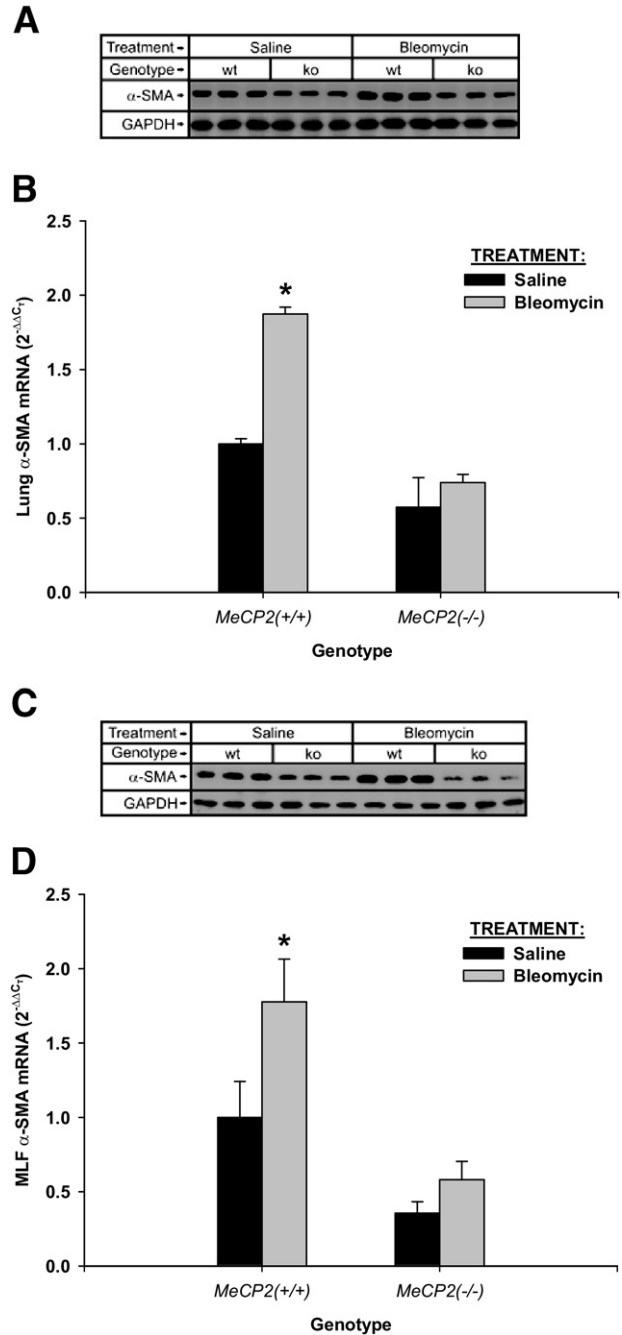 A
Treatment → Saline Bleomycin
Genotype → wt ko wt ko
α-SMA →
GAPDH →
B
2.5
2.0
1.5
1.0
0.5
0.0
Lung α-SMA mRNA (2^-ΔΔCT)
*
TREATMENT:
Saline
Bleomycin
MeCP2(+/+) MeCP2(-/-)
Genotype
C
Treatment → Saline Bleomycin
Genotype → wt ko wt ko
α-SMA →
GAPDH →
D
2.5
2.0
1.5
1.0
0.5
0.0
MLF α-SMA mRNA (2^-ΔΔCT)
*
TREATMENT:
Saline
Bleomycin
MeCP2(+/+) MeCP2(-/-)
Genotype